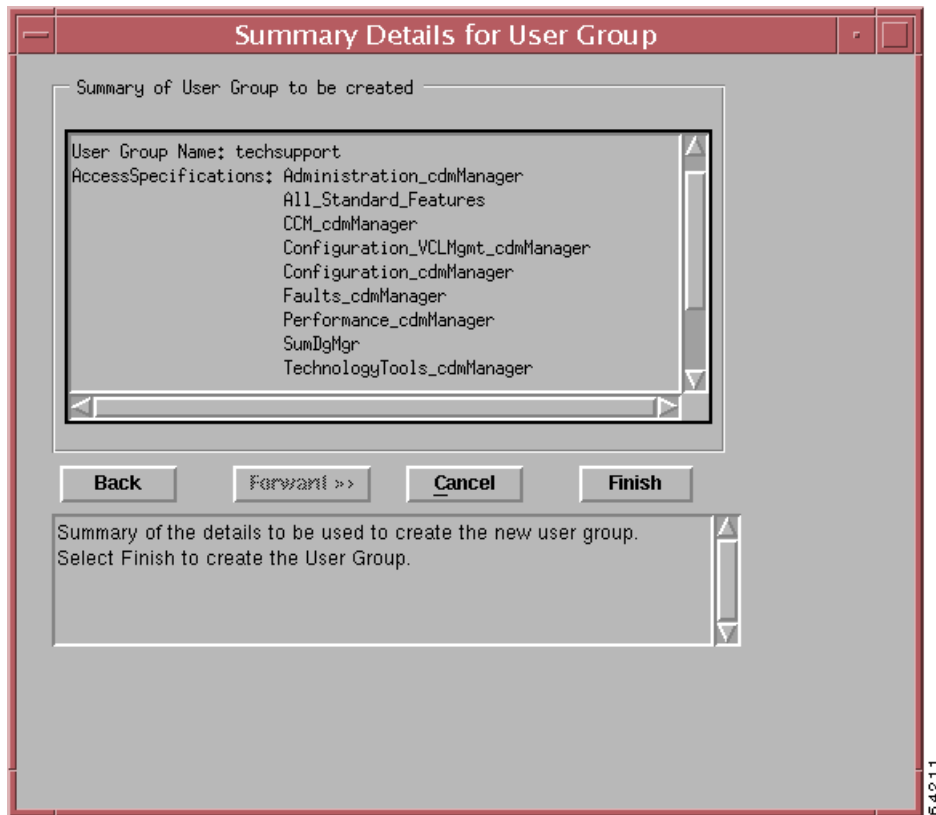 Summary Details for User Group
Summary of User Group to be created
User Group Name: techsupport
AccessSpecifications: Administration_cdmManager
All_Standard_Features
CCM_cdmManager
Configuration_VCLMgmt_cdmManager
Configuration_cdmManager
Faults_cdmManager
Performance_cdmManager
SumDgMgr
TechnologyTools_cdmManager
Back
Forward >>
Cancel
Finish
Summary of the details to be used to create the new user group.
Select Finish to create the User Group.
64211